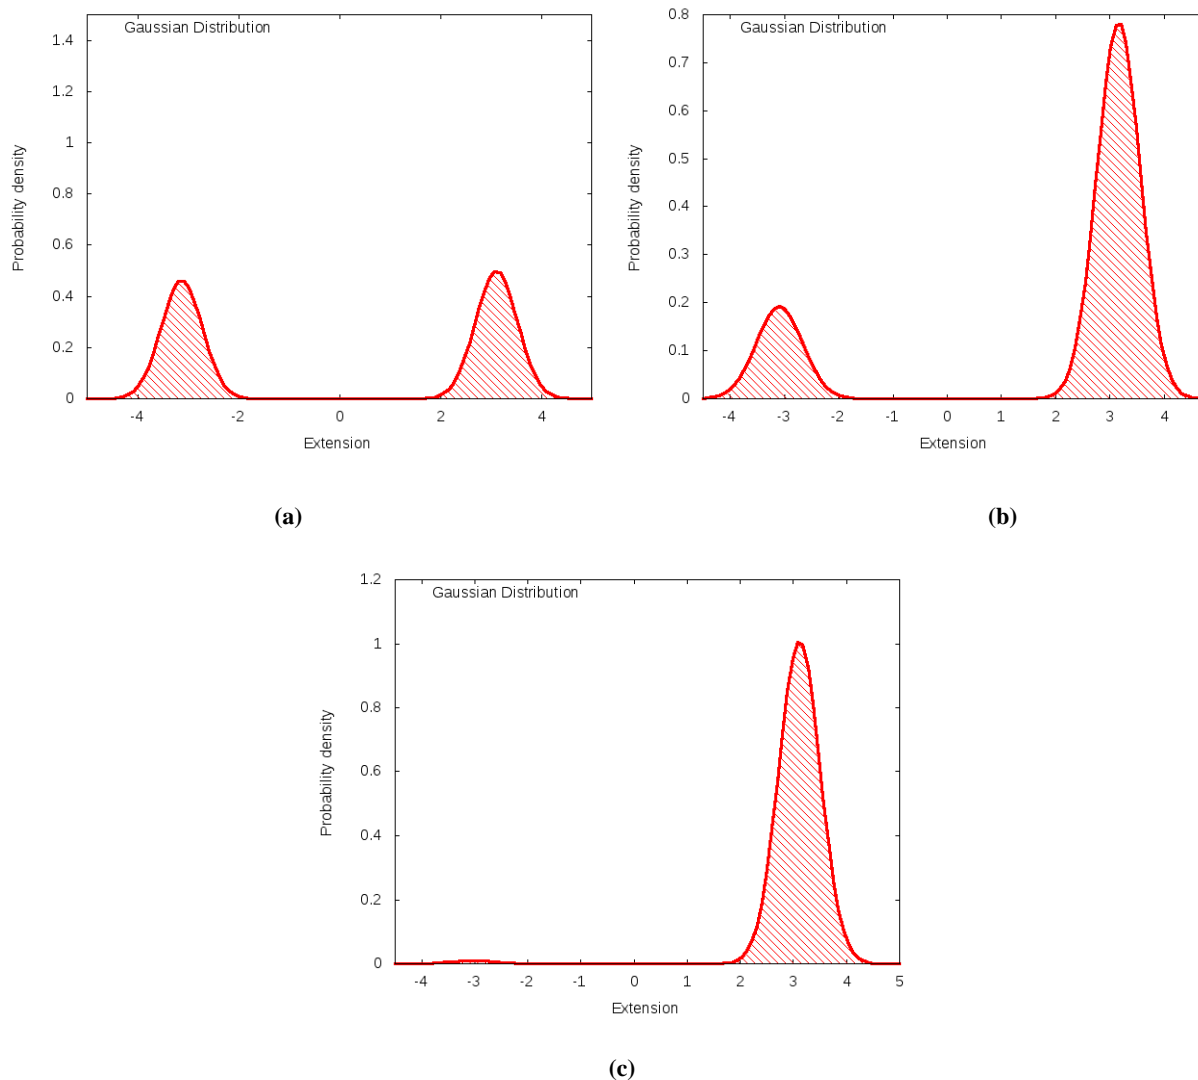 Gaussian Distribution
Probability density
1.4
1.2
1
0.8
0.6
0.4
0.2
0
-4 -2 0 2 4
Extension
(a)
Gaussian Distribution
Probability density
0.8
0.7
0.6
0.5
0.4
0.3
0.2
0.1
0
-4 -3 -2 -1 0 1 2 3 4
Extension
(b)
Gaussian Distribution
Probability density
1.2
1
0.8
0.6
0.4
0.2
0
-4 -3 -2 -1 0 1 2 3 4 5
Extension
(c)